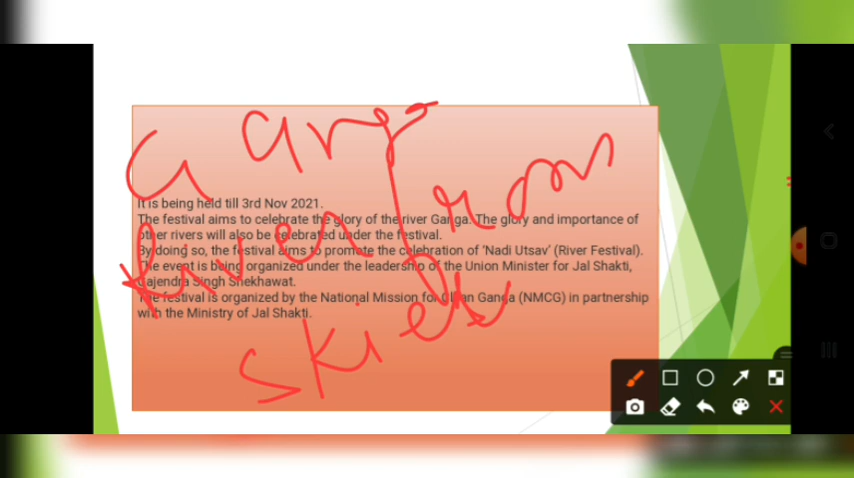 Gang
River from
Skies
It is being held till 3rd Nov 2021.
The festival aims to celebrate the glory of the river Ganga. The glory and importance of
other rivers will also be celebrated under the festival.
By doing so, the festival aims to promote the celebration of 'Nadi Utsav' (River Festival).
The event is being organized under the leadership of the Union Minister for Jal Shakti,
Gajendra Singh Shekhawat.
The festival is organized by the National Mission for Clean Ganga (NMCG) in partnership
with the Ministry of Jal Shakti.